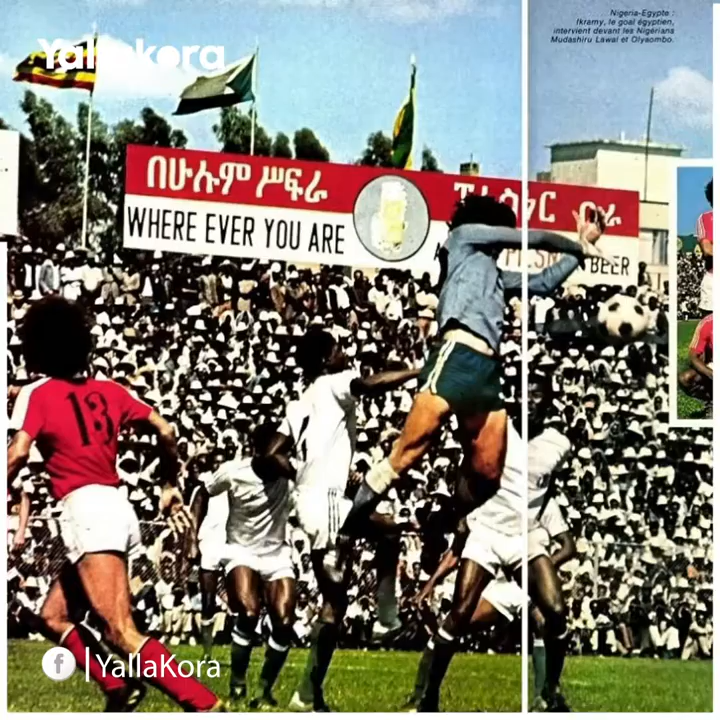 Nigeria-Egypte :
Ikramy, le goal égyptien,
intervient devant les Nigérians
Mudashiru Lawal et Olyaombo.
YallaKora
በሁሉም ሥፍራ
WHERE EVER YOU ARE
BEER
13
f | YallaKora